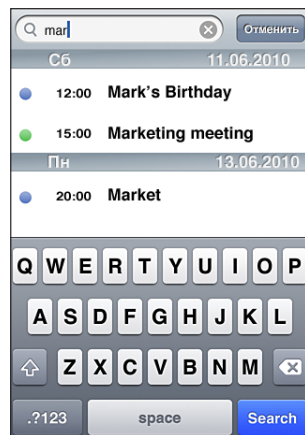 mar Отменить
Сб 11.06.2010
12:00 Mark's Birthday
15:00 Marketing meeting
Пн 13.06.2010
20:00 Market
Q W E R T Y U I O P
A S D F G H J K L
Z X C V B N M
.?123 space Search